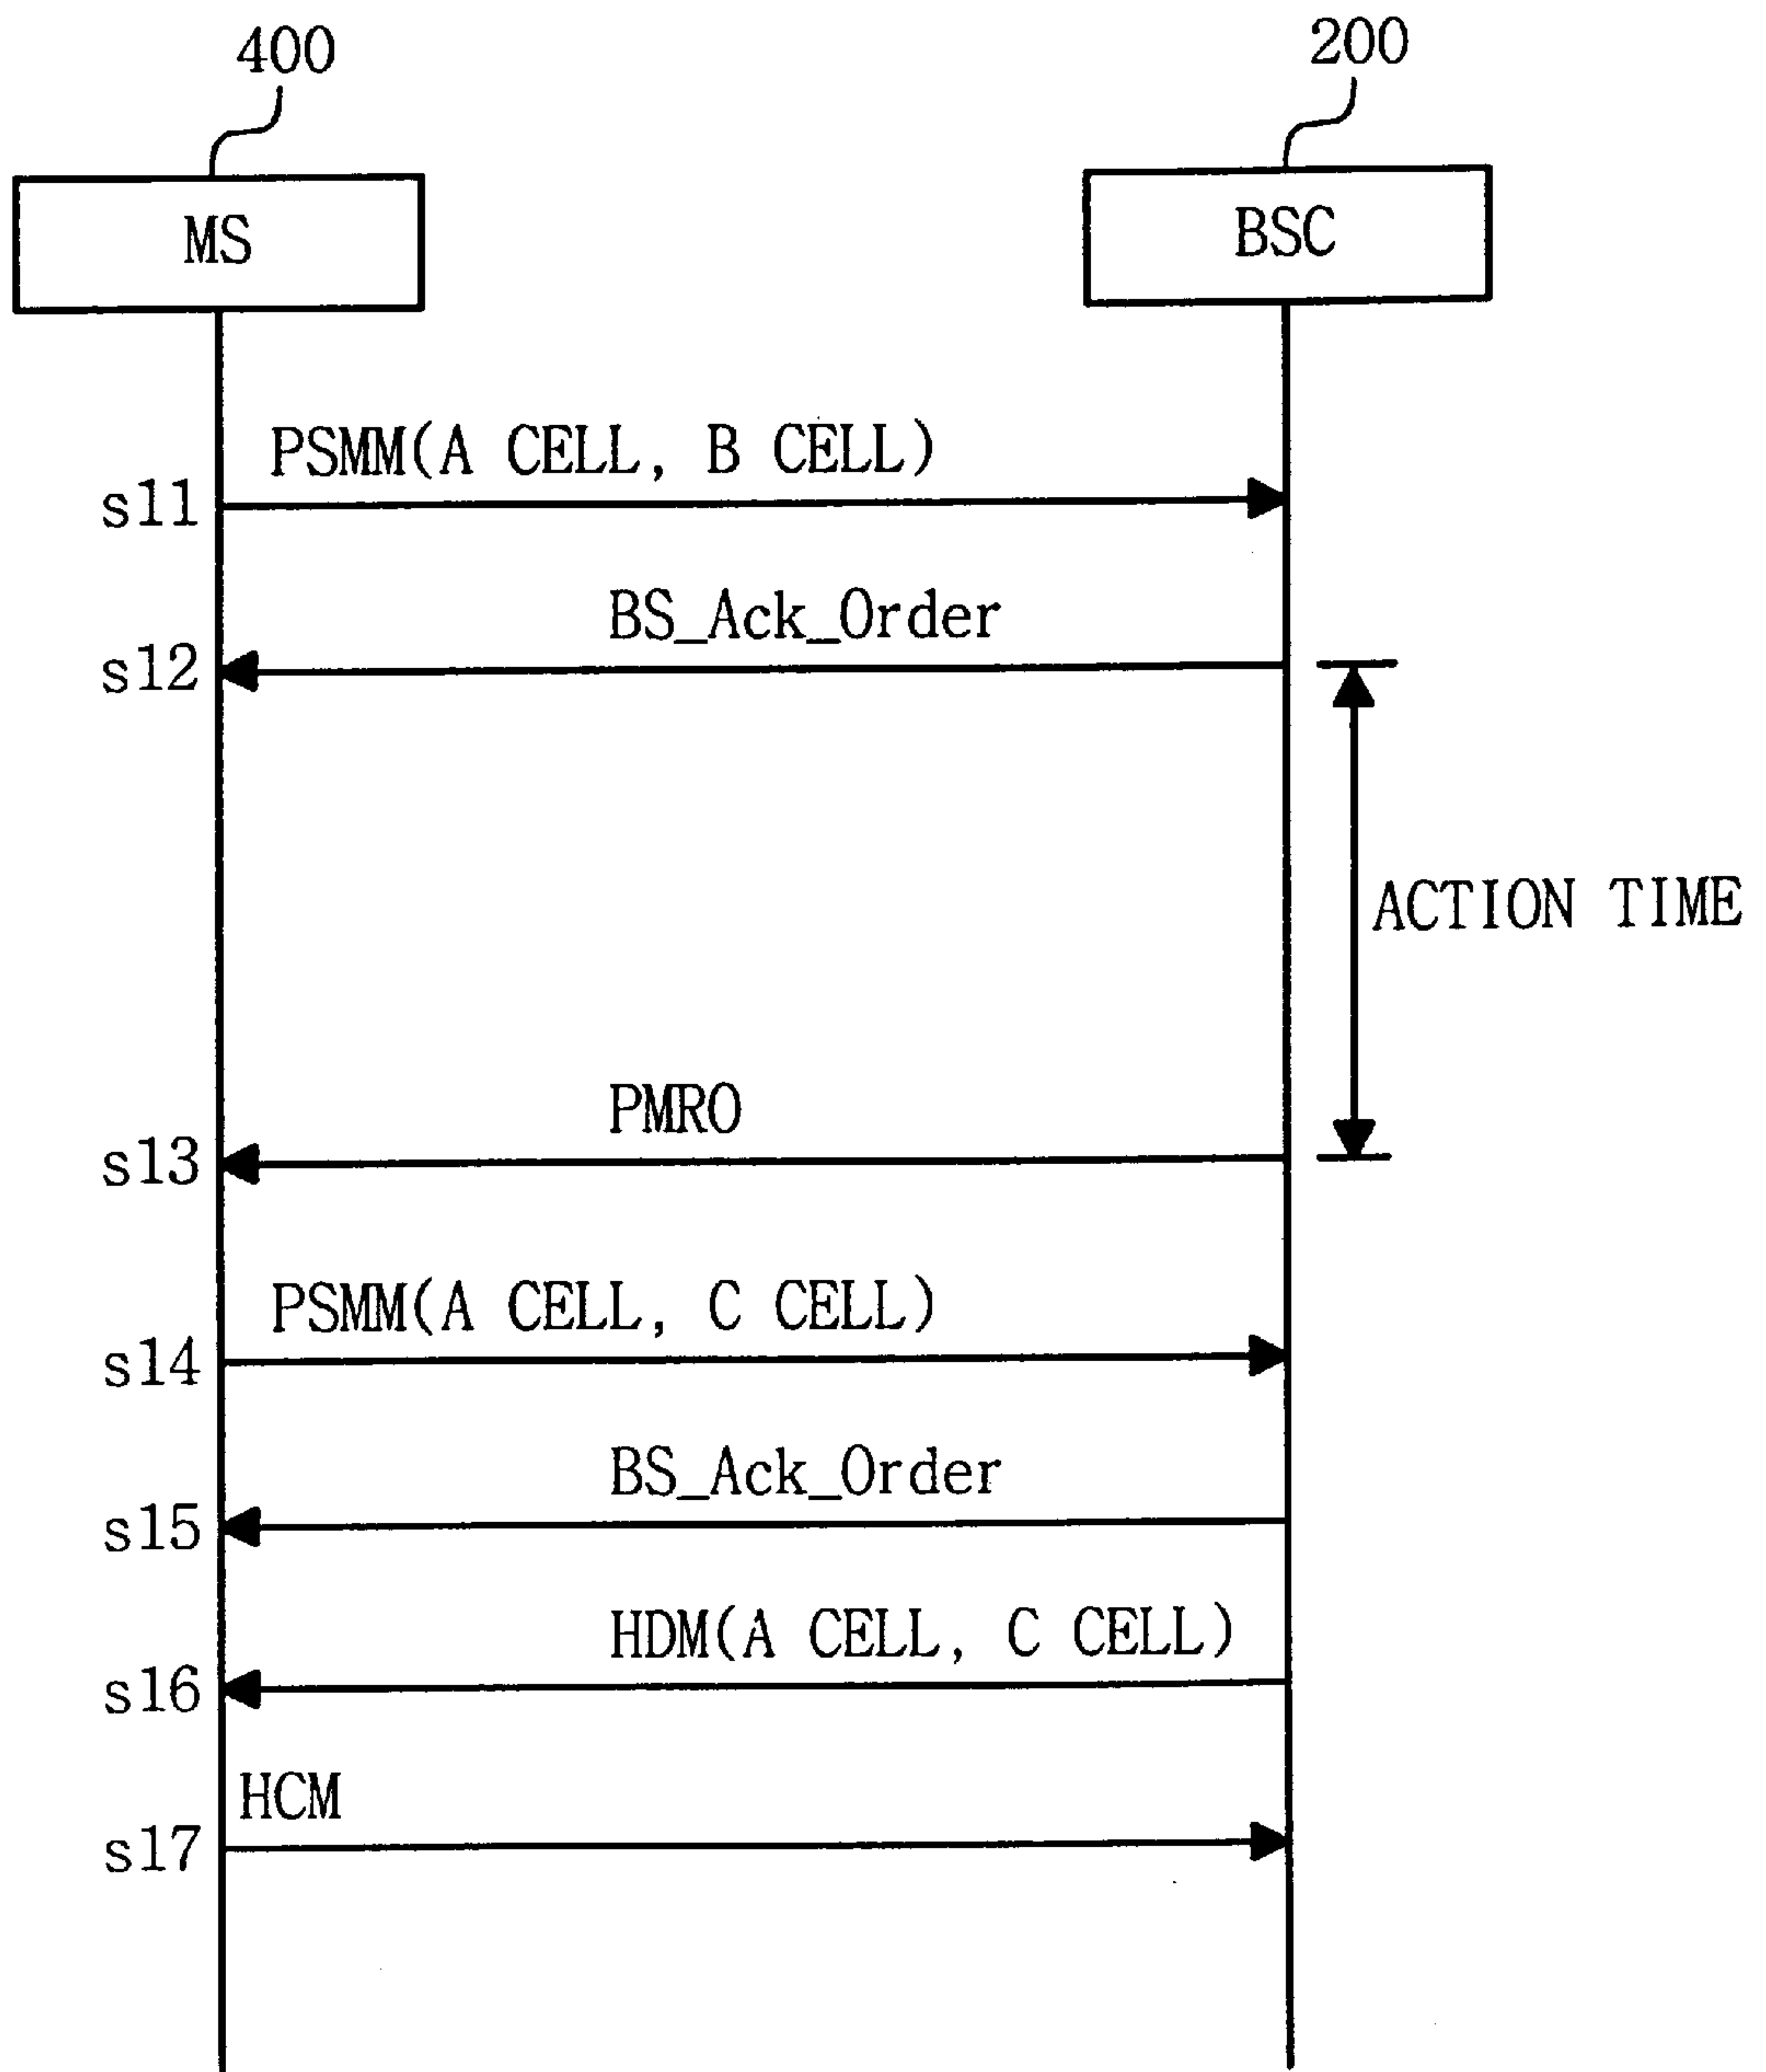 400
200
MS
BSC
PSMM(A CELL, B CELL)
s11
BS_Ack_Order
s12
ACTION TIME
PMRO
s13
PSMM(A CELL, C CELL)
s14
BS_Ack_Order
s15
HDM(A CELL, C CELL)
s16
HCM
s17